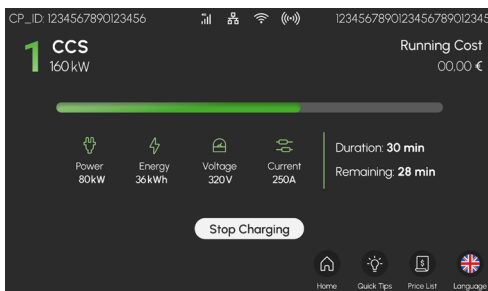 CP_ID: 1234567890123456
1234567890123456789012345
1
CCS
160 kW
Running Cost
00,00 €
Power
80kW
Energy
36kWh
Voltage
320V
Current
250A
Duration: 30 min
Remaining: 28 min
Stop Charging
Home
Quick Tips
Price List
Language